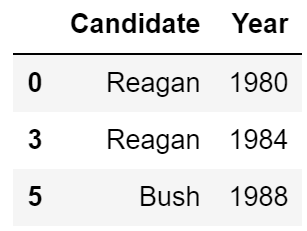 Candidate Year
0 Reagan 1980
3 Reagan 1984
5 Bush 1988